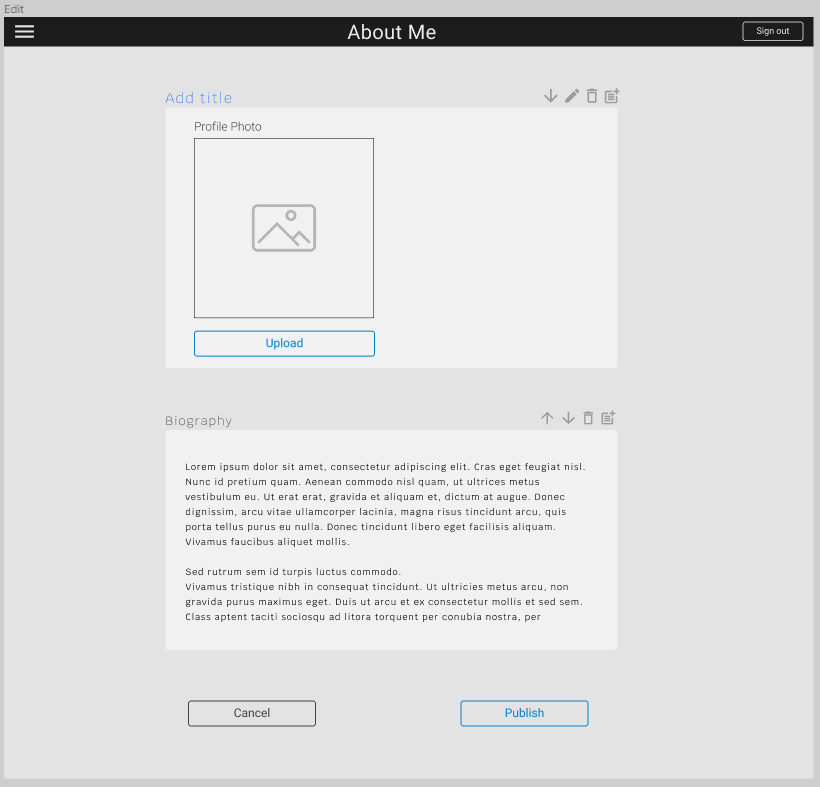 Edit
About Me
Sign out
Add title
Profile Photo
Upload
Biography
Lorem ipsum dolor sit amet, consectetur adipiscing elit. Cras eget feugiat nisl.
Nunc id pretium quam. Aenean commodo nisl quam, ut ultrices metus
vestibulum eu. Ut erat erat, gravida et aliquam et, dictum at augue. Donec
dignissim, arcu vitae ullamcorper lacinia, magna risus tincidunt arcu, quis
porta tellus purus eu nulla. Donec tincidunt libero eget facilisis aliquam.
Vivamus faucibus aliquet mollis.
Sed rutrum sem id turpis luctus commodo.
Vivamus tristique nibh in consequat tincidunt. Ut ultricies metus arcu, non
gravida purus maximus eget. Duis ut arcu et ex consectetur mollis et sed sem.
Class aptent taciti sociosqu ad litora torquent per conubia nostra, per
Cancel
Publish